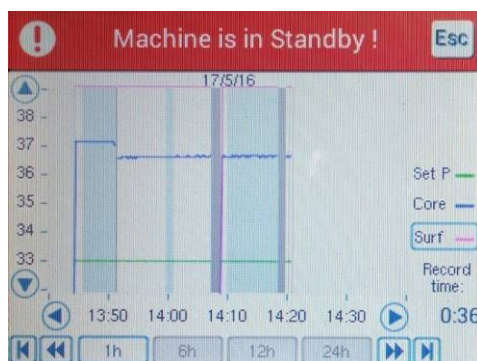 Machine is in Standby !
Esc
17/5/16
38
37
36
35
34
33
Set P
Core
Surf
Record
time:
0:36
13:50 14:00 14:10 14:20 14:30
1h 6h 12h 24h